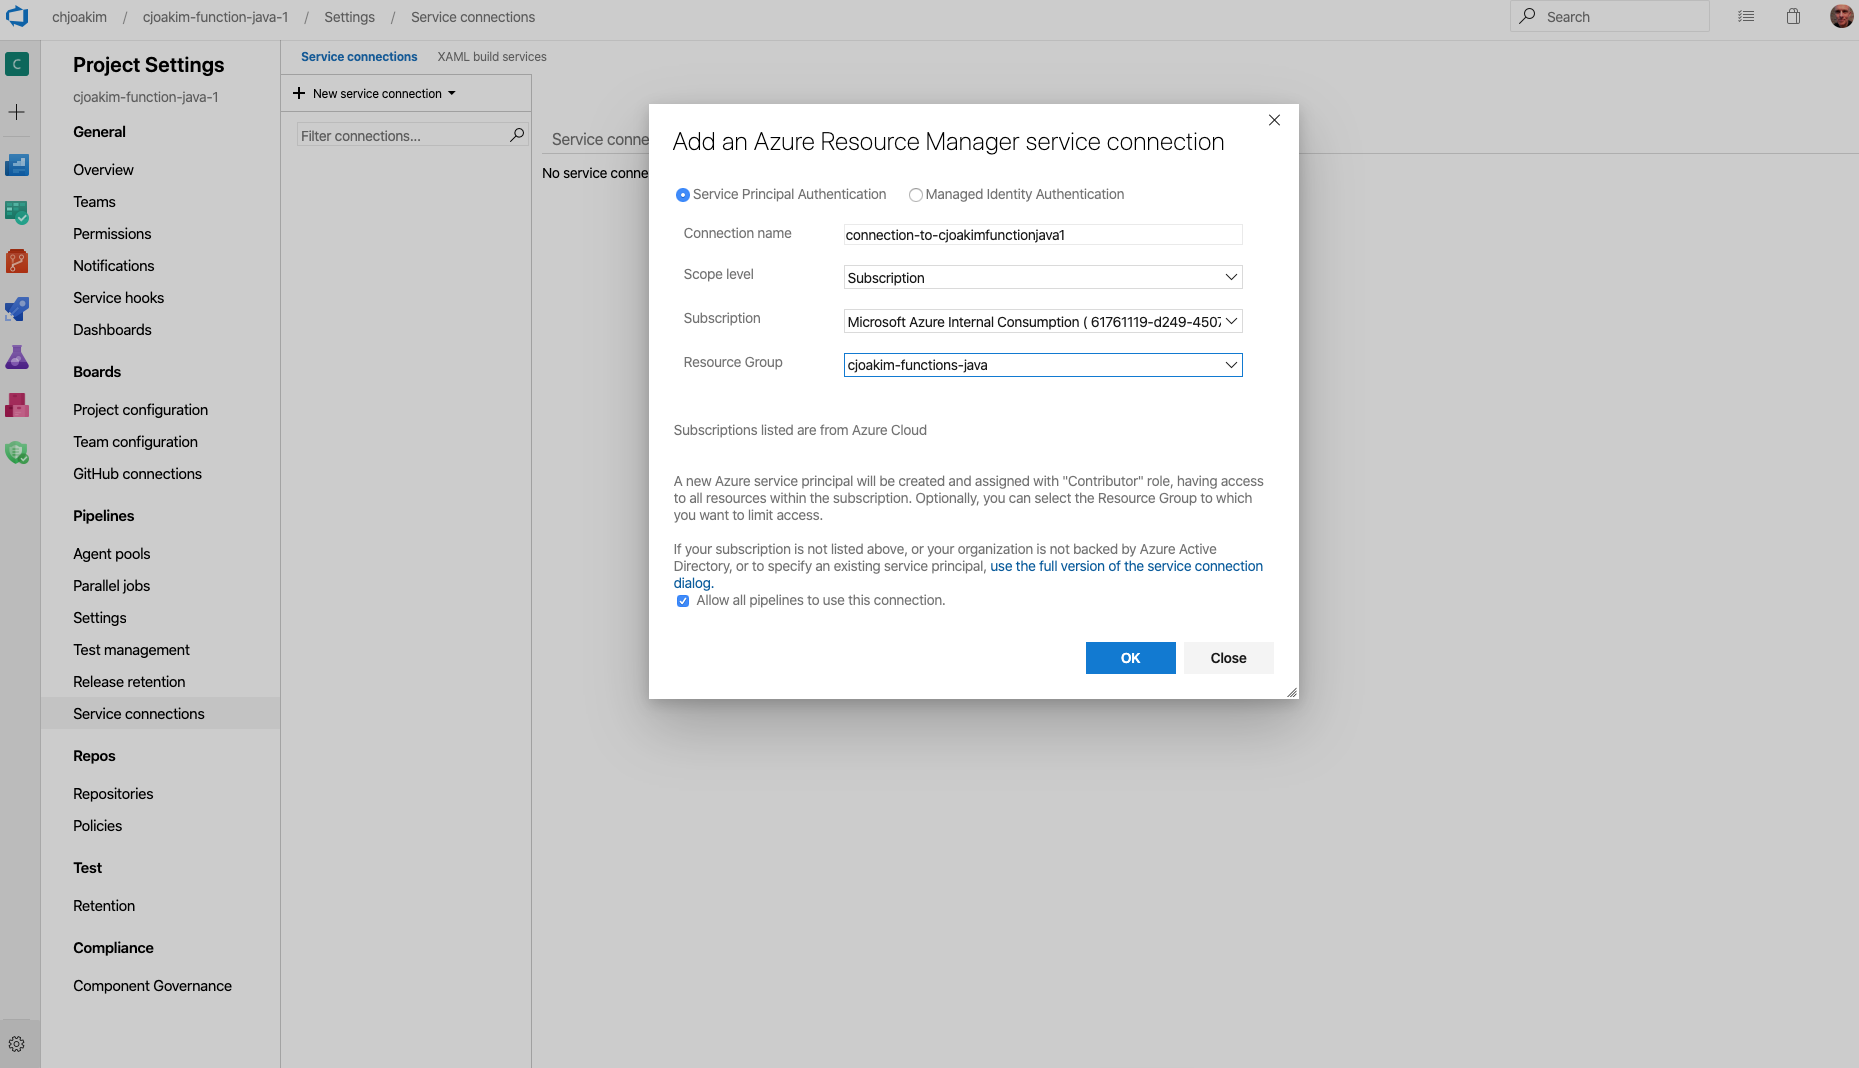 chjoakim / cjoakim-function-java-1 / Settings / Service connections
Search
C
Project Settings
cjoakim-function-java-1
General
Overview
Teams
Permissions
Notifications
Service hooks
Dashboards
Boards
Project configuration
Team configuration
GitHub connections
Pipelines
Agent pools
Parallel jobs
Settings
Test management
Release retention
Service connections
Repos
Repositories
Policies
Test
Retention
Compliance
Component Governance
Service connections XAML build services
New service connection
Filter connections...
Service conne
No service conne
Add an Azure Resource Manager service connection
Service Principal Authentication Managed Identity Authentication
Connection name connection-to-cjoakimfunctionjava1
Scope level Subscription
Subscription Microsoft Azure Internal Consumption ( 61761119-d249-4507
Resource Group cjoakim-functions-java
Subscriptions listed are from Azure Cloud
A new Azure service principal will be created and assigned with "Contributor" role, having access
to all resources within the subscription. Optionally, you can select the Resource Group to which
you want to limit access.
If your subscription is not listed above, or your organization is not backed by Azure Active
Directory, or to specify an existing service principal, use the full version of the service connection
dialog.
Allow all pipelines to use this connection.
OK Close